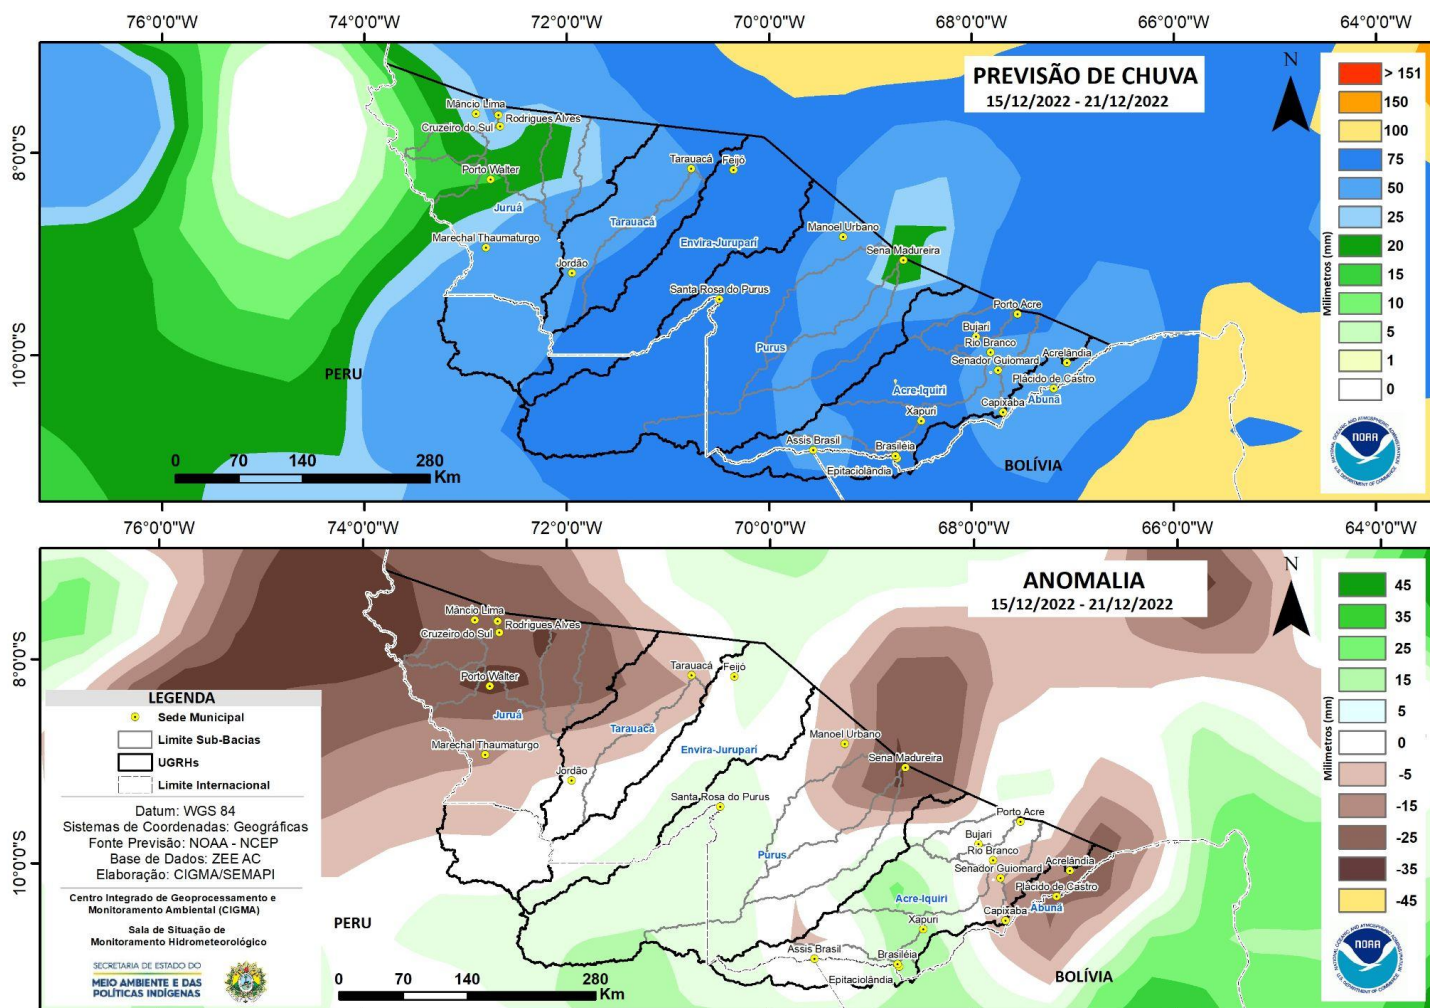 76°0'0"W 74°0'0"W 72°0'0"W 70°0'0"W 68°0'0"W 66°0'0"W 64°0'0"W
PREVISÃO DE CHUVA
15/12/2022 - 21/12/2022
N
8°0'0"S
10°0'0"S
Mâncio Lima
Rodrigues Alves
Cruzeiro do Sul
Porto Walter
Juruá
Marechal Thaumaturgo
Jordão
Tarauacá
Feijó
Tarauacá
Envira-Jurupari
Santa Rosa do Purus
Manoel Urbano
Sena Madureira
Purus
Porto Acre
Bujari
Rio Branco
Senador Guiomard
Acrelândia
Plácido de Castro
Abunã
Acre-Iquiri
Capixaba
Xapuri
Assis Brasil
Brasiléia
Epitaciolândia
PERU
BOLÍVIA
0 70 140 280
Km
Milimetros (mm)
> 151
150
100
75
50
25
20
15
10
5
1
0
NOAA
76°0'0"W 74°0'0"W 72°0'0"W 70°0'0"W 68°0'0"W 66°0'0"W 64°0'0"W
ANOMALIA
15/12/2022 - 21/12/2022
N
8°0'0"S
10°0'0"S
Mâncio Lima
Rodrigues Alves
Cruzeiro do Sul
Porto Walter
Juruá
Marechal Thaumaturgo
Jordão
Tarauacá
Feijó
Tarauacá
Envira-Jurupari
Santa Rosa do Purus
Manoel Urbano
Sena Madureira
Purus
Porto Acre
Bujari
Rio Branco
Senador Guiomard
Acrelândia
Plácido de Castro
Abunã
Acre-Iquiri
Capixaba
Xapuri
Assis Brasil
Brasiléia
Epitaciolândia
PERU
BOLÍVIA
0 70 140 280
Km
Milimetros (mm)
45
35
25
15
5
0
-5
-15
-25
-35
-45
NOAA
LEGENDA
Sede Municipal
Limite Sub-Bacias
UGRHs
Limite Internacional
Datum: WGS 84
Sistemas de Coordenadas: Geográficas
Fonte Previsão: NOAA - NCEP
Base de Dados: ZEE AC
Elaboração: CIGMA/SEMAPI
Centro Integrado de Geoprocessamento e
Monitoramento Ambiental (CIGMA)
Sala de Situação de
Monitoramento Hidrometeorológico
SECRETARIA DE ESTADO DO
MEIO AMBIENTE E DAS
POLÍTICAS INDÍGENAS